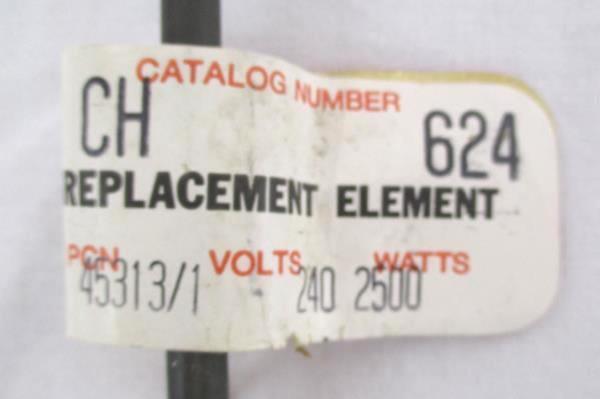 CATALOG NUMBER
CH 624
REPLACEMENT ELEMENT
PCN VOLTS WATTS
45313/1 240 2500